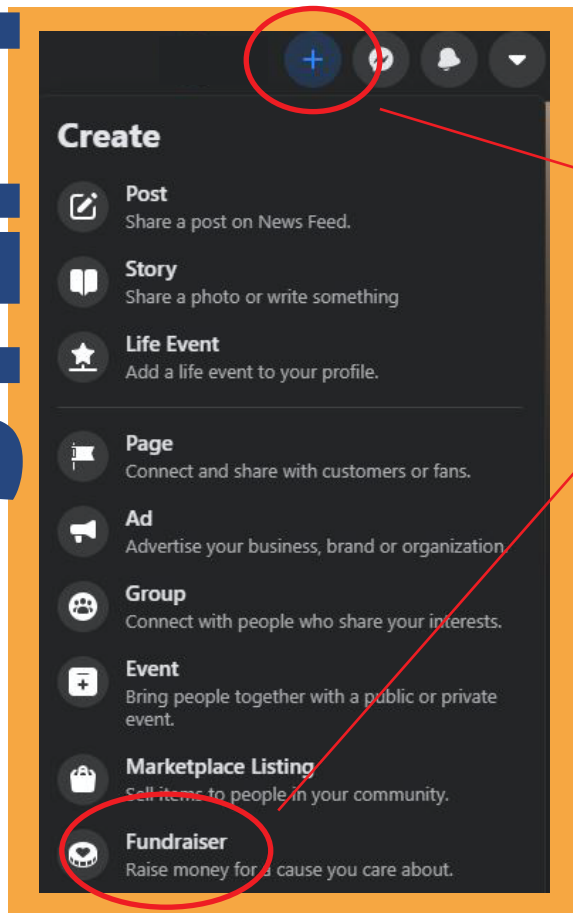 Create
Post
Share a post on News Feed.
Story
Share a photo or write something
Life Event
Add a life event to your profile.
Page
Connect and share with customers or fans.
Ad
Advertise your business, brand or organization.
Group
Connect with people who share your interests.
Event
Bring people together with a public or private
event.
Marketplace Listing
Sell items to people in your community.
Fundraiser
Raise money for a cause you care about.